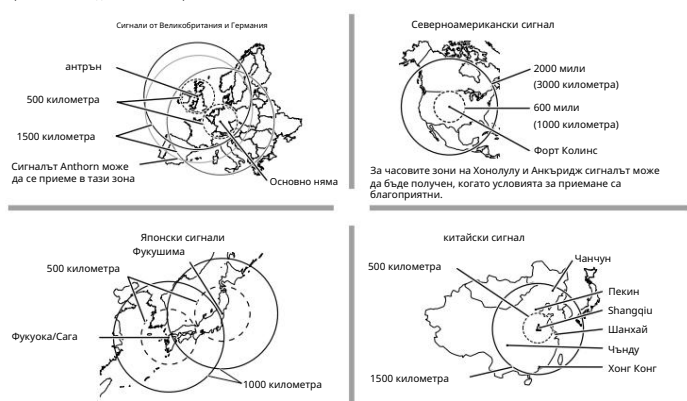 Сигнали от Великобритания и Германия
антрън
500 километра
1500 километра
Сигналът Anthorn може
да се приеме в тази зона
Основно няма
Северноамерикански сигнал
2000 мили
(3000 километра)
600 мили
(1000 километра)
Форт Колинс
За часовите зони на Хонолулу и Анкъридж сигналът може
да бъде получен, когато условията за приемане са
благоприятни.
Японски сигнали
Фукушима
500 километра
Фукуока/Сага
1000 километра
китайски сигнал
500 километра
Чанчун
Пекин
Shangqiu
Шанхай
Чънду
Хонг Конг
1500 километра